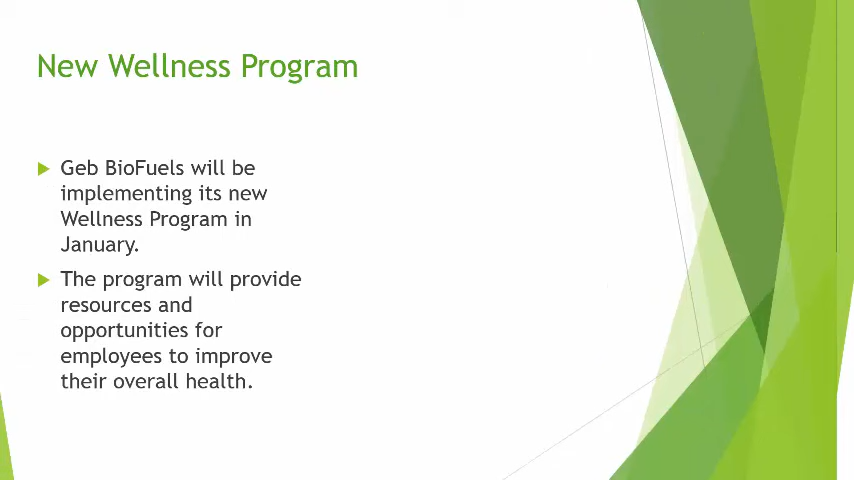 New Wellness Program
Geb BioFuels will be
implementing its new
Wellness Program in
January.
The program will provide
resources and
opportunities for
employees to improve
their overall health.